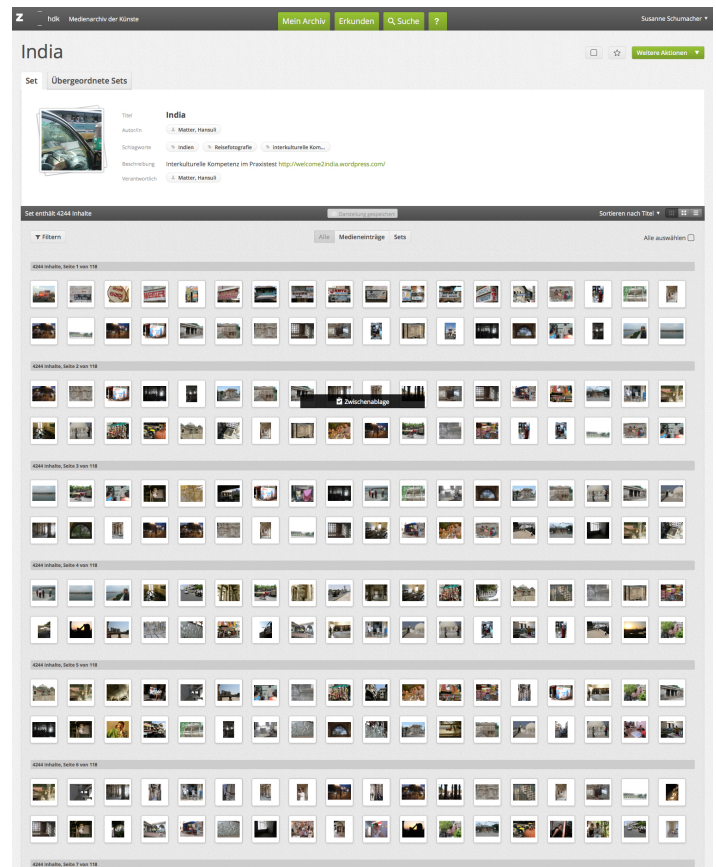 Z hdk Medienarchiv der Künste
Mein Archiv Erkunden Suche ?
Susanne Schumacher
India
Weitere Aktionen
Set Übergeordnete Sets
Titel India
Autor/in Matter, Hansuli
Schlagworte Indien Reisefotografie Interkulturelle Kom...
Beschreibung Interkulturelle Kompetenz im Praxistest http://welcome2india.wordpress.com/
Verantwortlich Matter, Hansuli
Set enthält 4244 Inhalte
Darstellung gespeichert
Sortieren nach Titel
Filtern
Alle Medieneinträge Sets
Alle auswählen
4244 Inhalte, Seite 1 von 118
4244 Inhalte, Seite 2 von 118
Zwischenablage
4244 Inhalte, Seite 3 von 118
4244 Inhalte, Seite 4 von 118
4244 Inhalte, Seite 5 von 118
4244 Inhalte, Seite 6 von 118
4244 Inhalte, Seite 7 von 118